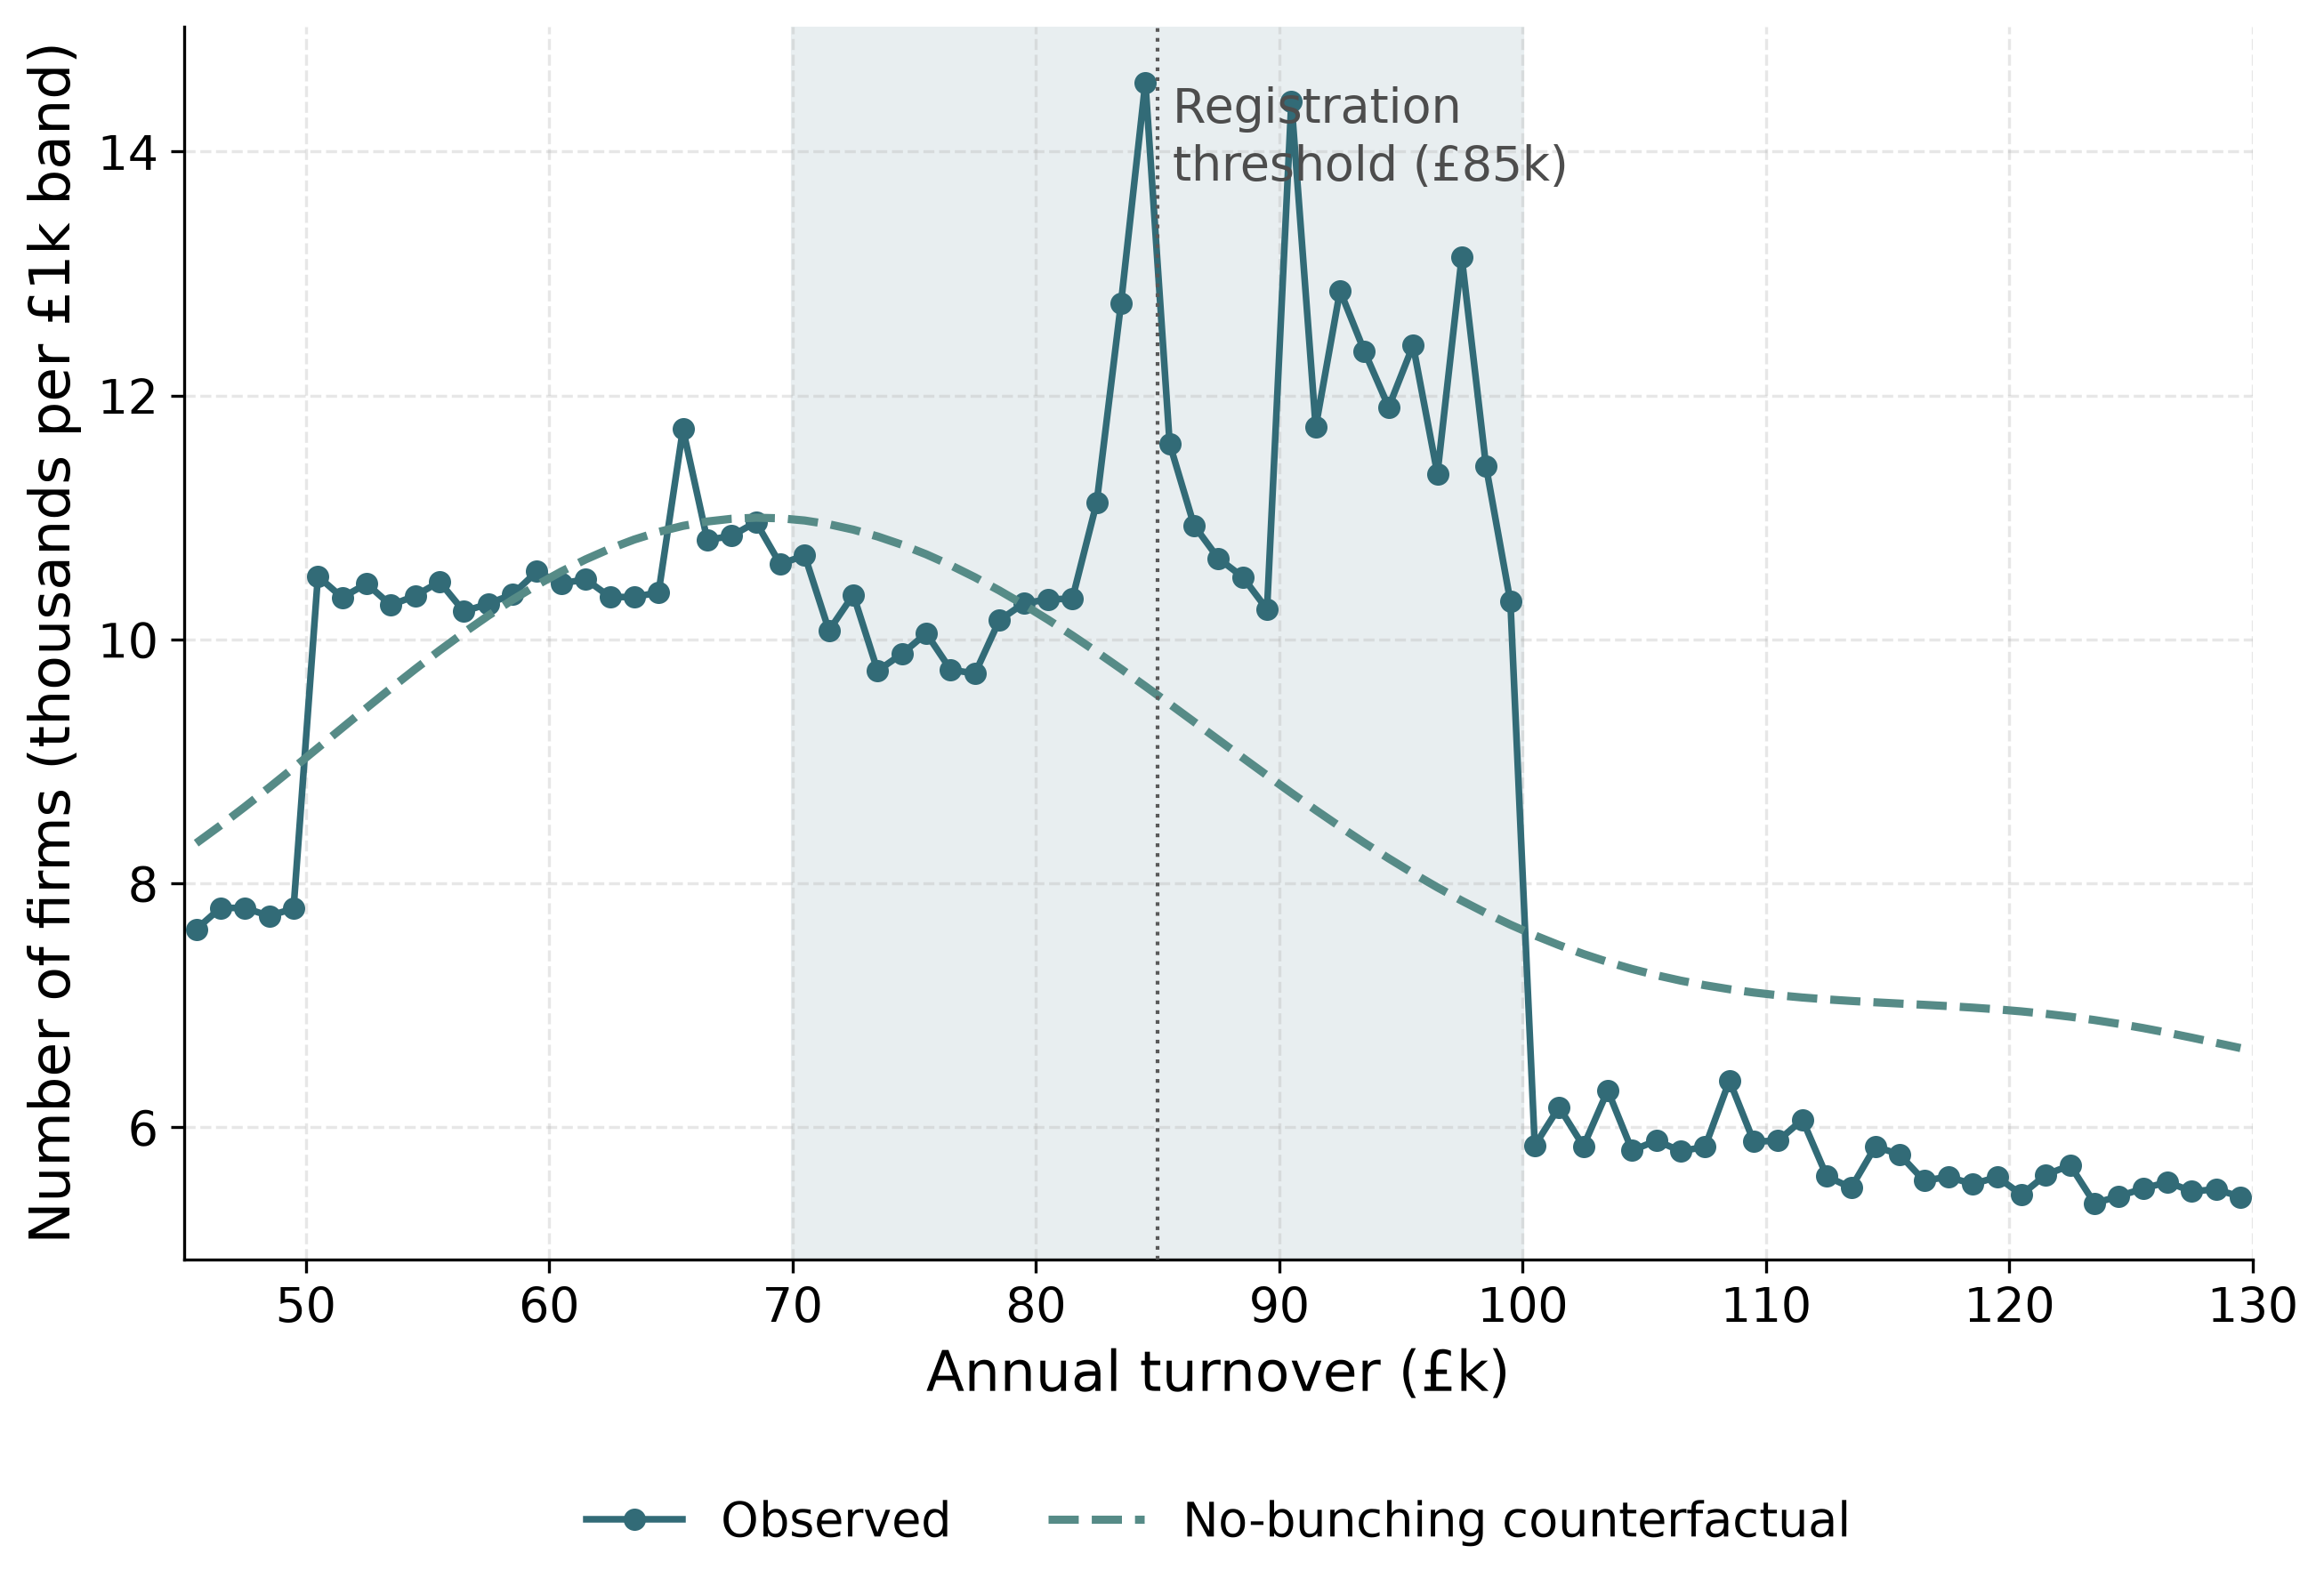 Number of firms (thousands per £1k band)
14
12
10
8
6
Registration
threshold (£85k)
50 60 70 80 90 100 110 120 130
Annual turnover (£k)
Observed No-bunching counterfactual